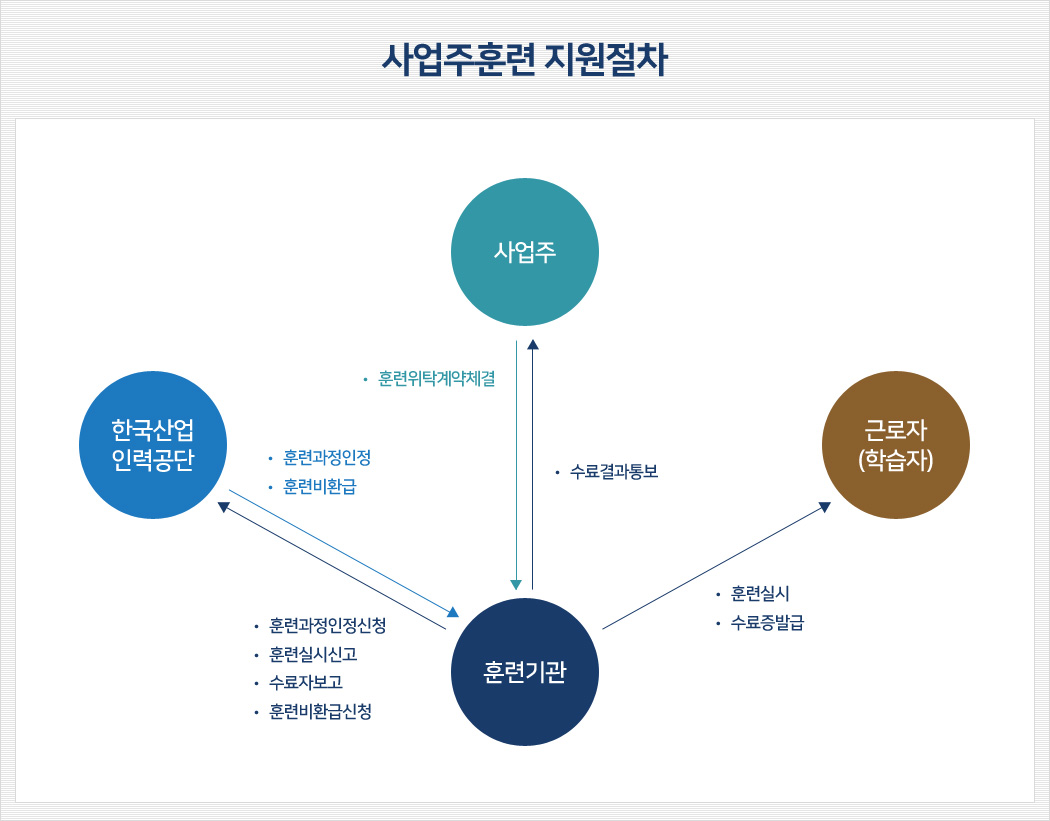 사업주훈련 지원절차
사업주
• 훈련위탁계약체결
한국산업
인력공단
근로자
(학습자)
• 훈련과정인정
• 훈련비환급
• 수료결과통보
• 훈련실시
• 수료증발급
• 훈련과정인정신청
• 훈련실시신고
• 수료자보고
• 훈련비환급신청
훈련기관